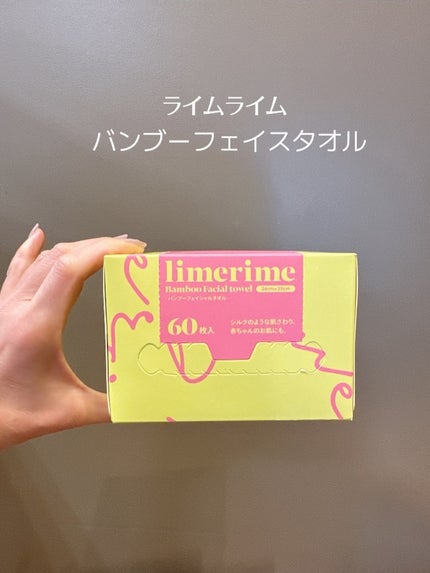 ライムライム
バンブーフェイスタオル
limerime
Bamboo Facial towel
バンブーフェイシャルタオル
60枚入
シルクのような肌ざわり。
赤ちゃんのお肌にも。